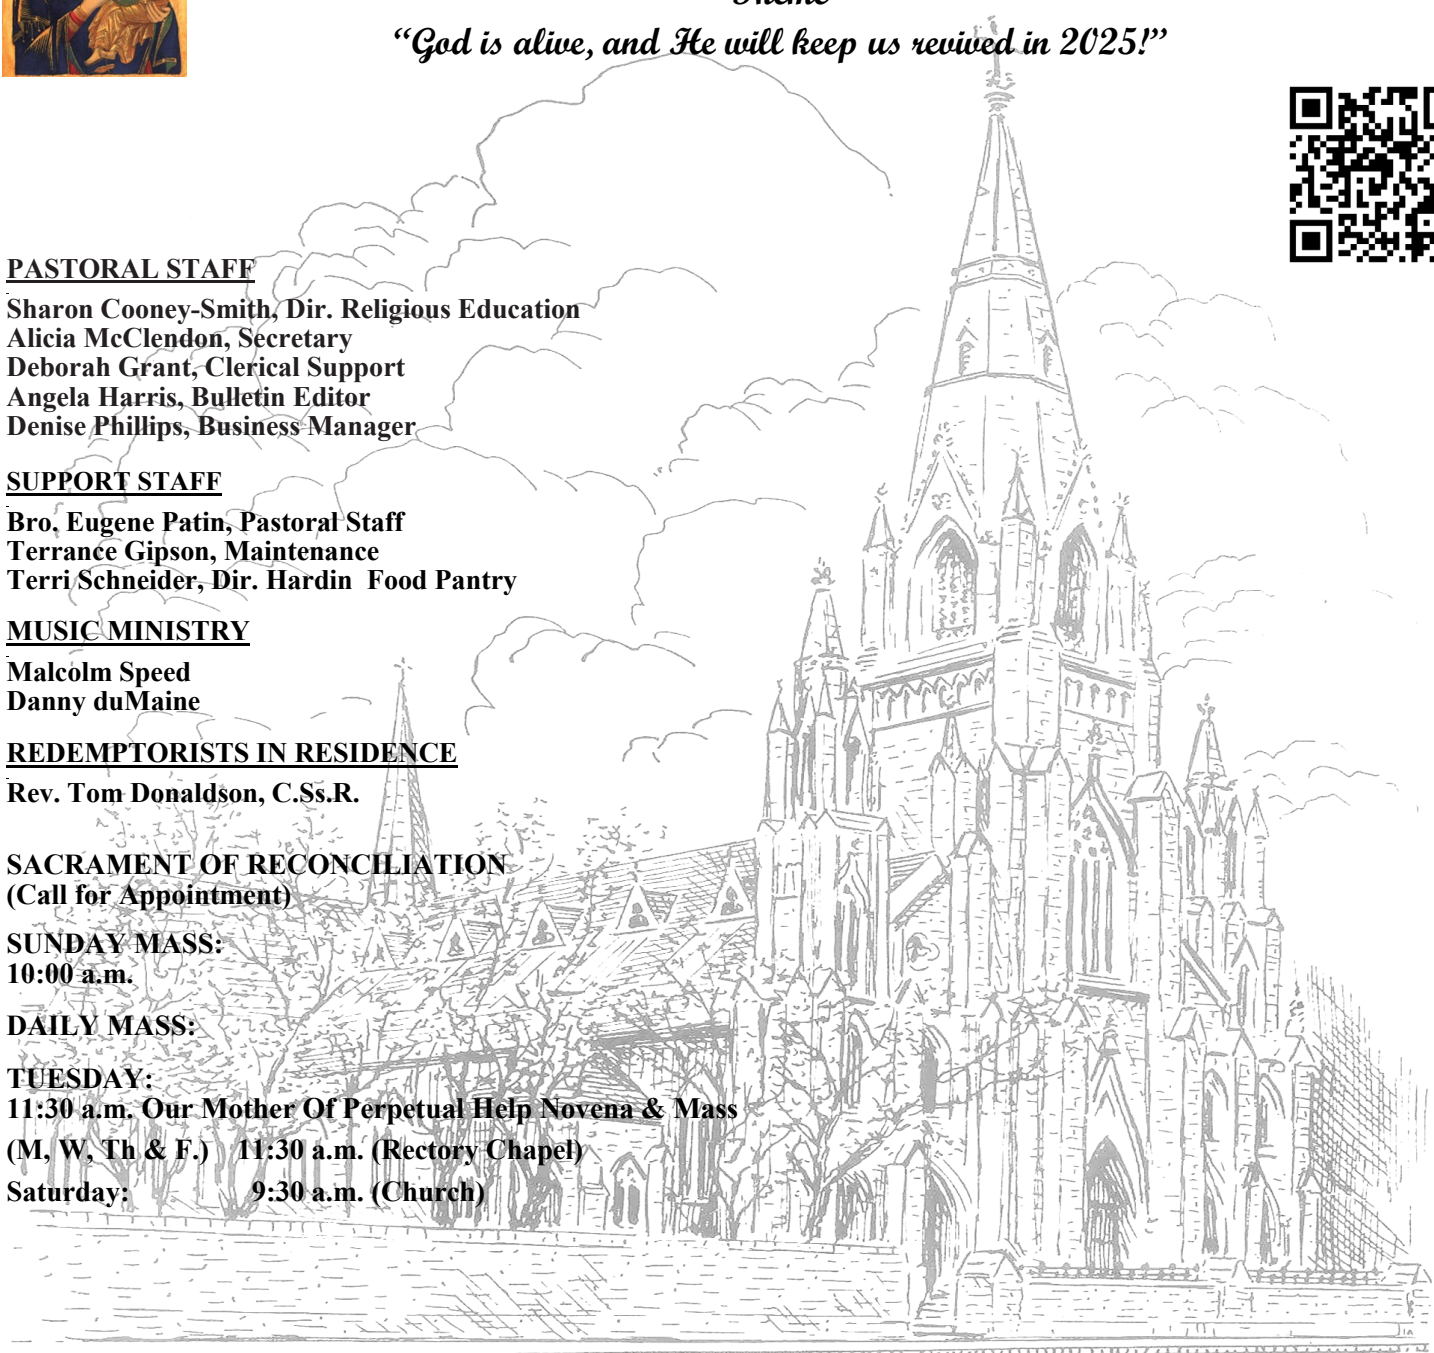 Theme
“God is alive, and He will keep us revived in 2025!”
PASTORAL STAFF
Sharon Cooney-Smith, Dir. Religious Education
Alicia McClendon, Secretary
Deborah Grant, Clerical Support
Angela Harris, Bulletin Editor
Denise Phillips, Business Manager
SUPPORT STAFF
Bro. Eugene Patin, Pastoral Staff
Terrance Gipson, Maintenance
Terri Schneider, Dir. Hardin  Food Pantry
MUSIC MINISTRY
Malcolm Speed
Danny duMaine
REDEMPTORISTS IN RESIDENCE
Rev. Tom Donaldson, C.Ss.R.
SACRAMENT OF RECONCILIATION
(Call for Appointment)
SUNDAY MASS:
10:00 a.m.
DAILY MASS:
TUESDAY:
11:30 a.m. Our Mother Of Perpetual Help Novena & Mass
(M, W, Th & F.) 11:30 a.m. (Rectory Chapel)
Saturday: 9:30 a.m. (Church)